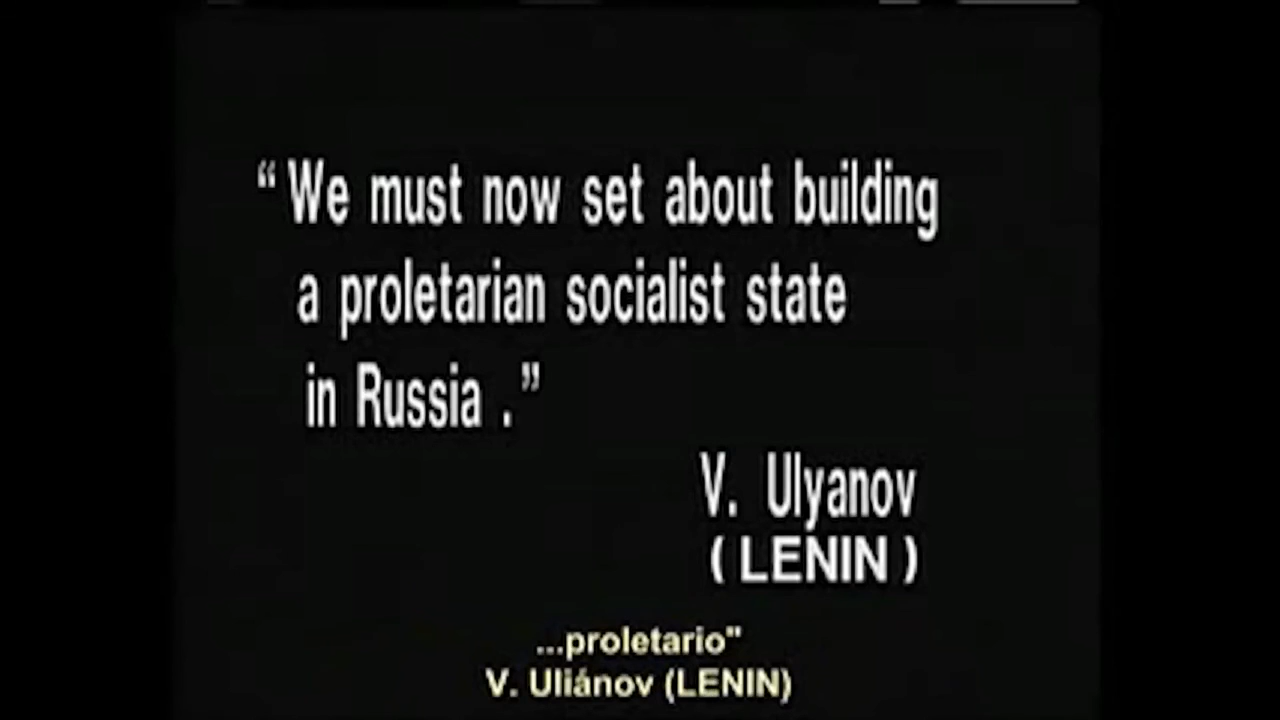 “ We must now set about building
a proletarian socialist state
in Russia .”
V. Ulyanov
( LENIN )
...proletario"
V. Uliánov (LENIN)